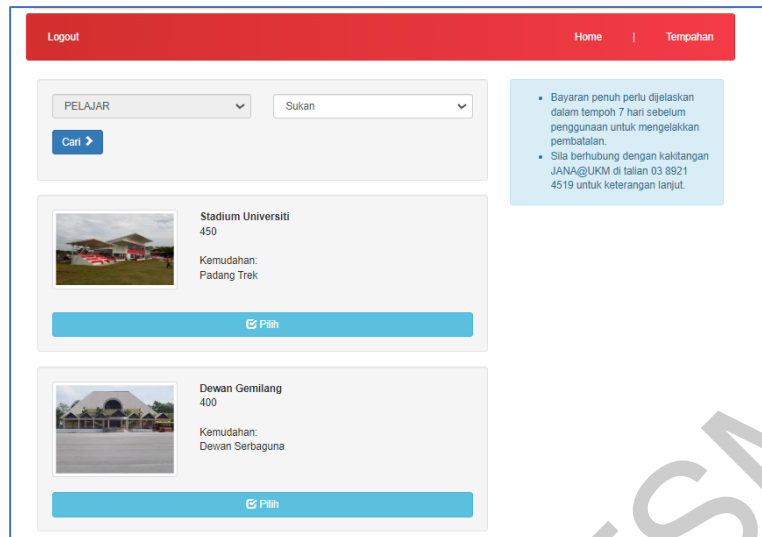 Logout
Home | Tempahan
PELAJAR
Sukan
Cari
Bayaran penuh perlu dijelaskan
dalam tempoh 7 hari sebelum
penggunaan untuk mengelakkan
pembatalan.
Sila berhubung dengan kakitangan
JANA@UKM di talian 03 8921
4519 untuk keterangan lanjut.
Stadium Universiti
450
Kemudahan:
Padang Trek
Pilih
Dewan Gemilang
400
Kemudahan:
Dewan Serbaguna
Pilih